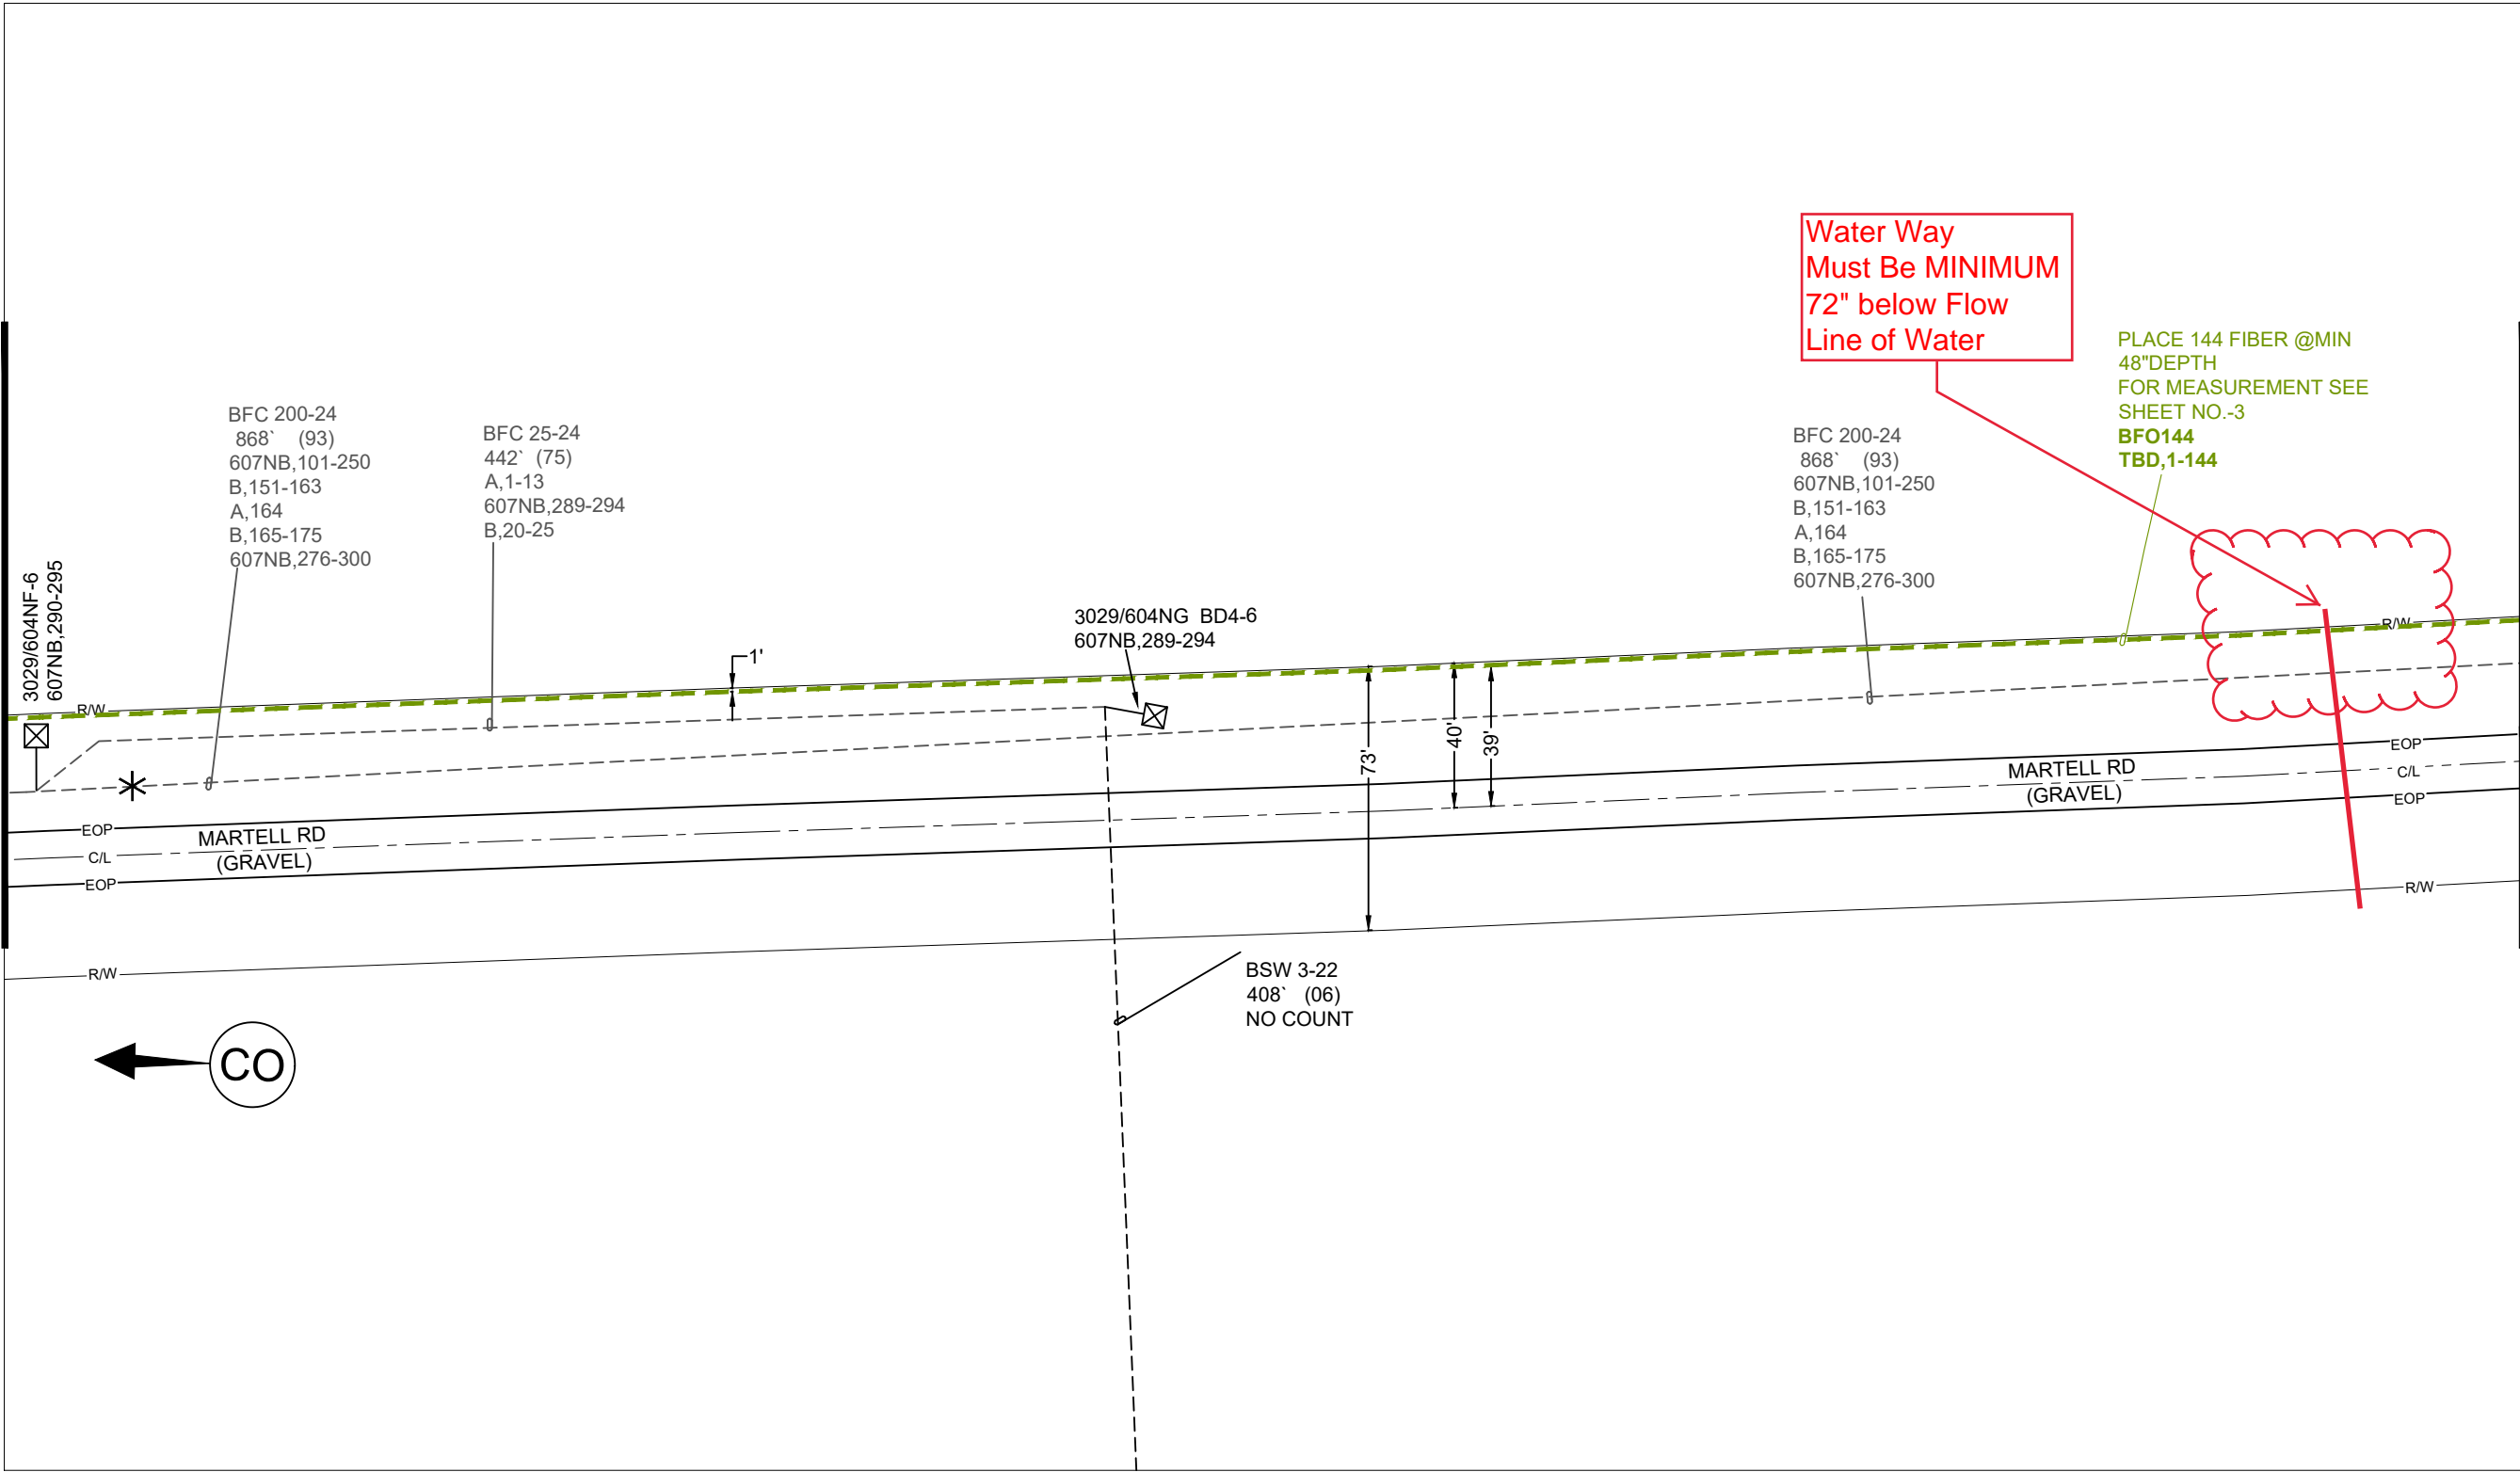 Water Way
Must Be MINIMUM
72" below Flow
Line of Water
PLACE 144 FIBER @MIN
48"DEPTH
FOR MEASUREMENT SEE
SHEET NO.-3
BFO144
TBD,1-144
BFC 200-24
868` (93)
607NB,101-250
B,151-163
A,164
B,165-175
607NB,276-300
BFC 25-24
442` (75)
A,1-13
607NB,289-294
B,20-25
BFC 200-24
868` (93)
607NB,101-250
B,151-163
A,164
B,165-175
607NB,276-300
3029/604NF-6
607NB,290-295
3029/604NG BD4-6
607NB,289-294
1'
R/W
R/W
73'
40'
39'
EOP
C/L
EOP
MARTELL RD
(GRAVEL)
MARTELL RD
(GRAVEL)
EOP
C/L
EOP
R/W
R/W
BSW 3-22
408` (06)
NO COUNT
CO